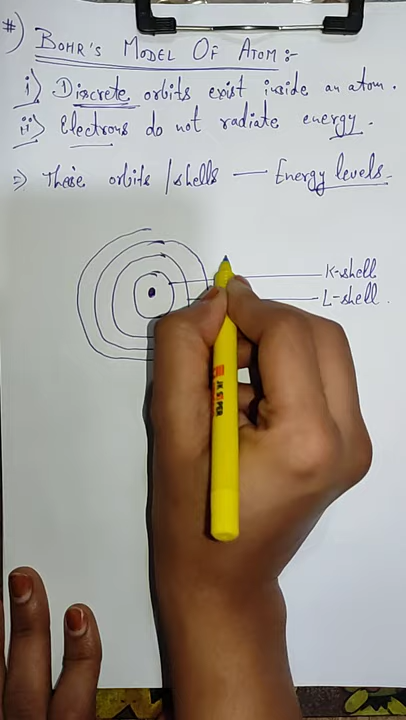 #) BOHR'S MODEL OF ATOM :-
i) Discrete orbits exist inside an atom.
ii) Electrons do not radiate energy.
⇒ These orbits / shells — Energy levels.
K-shell
L-shell.